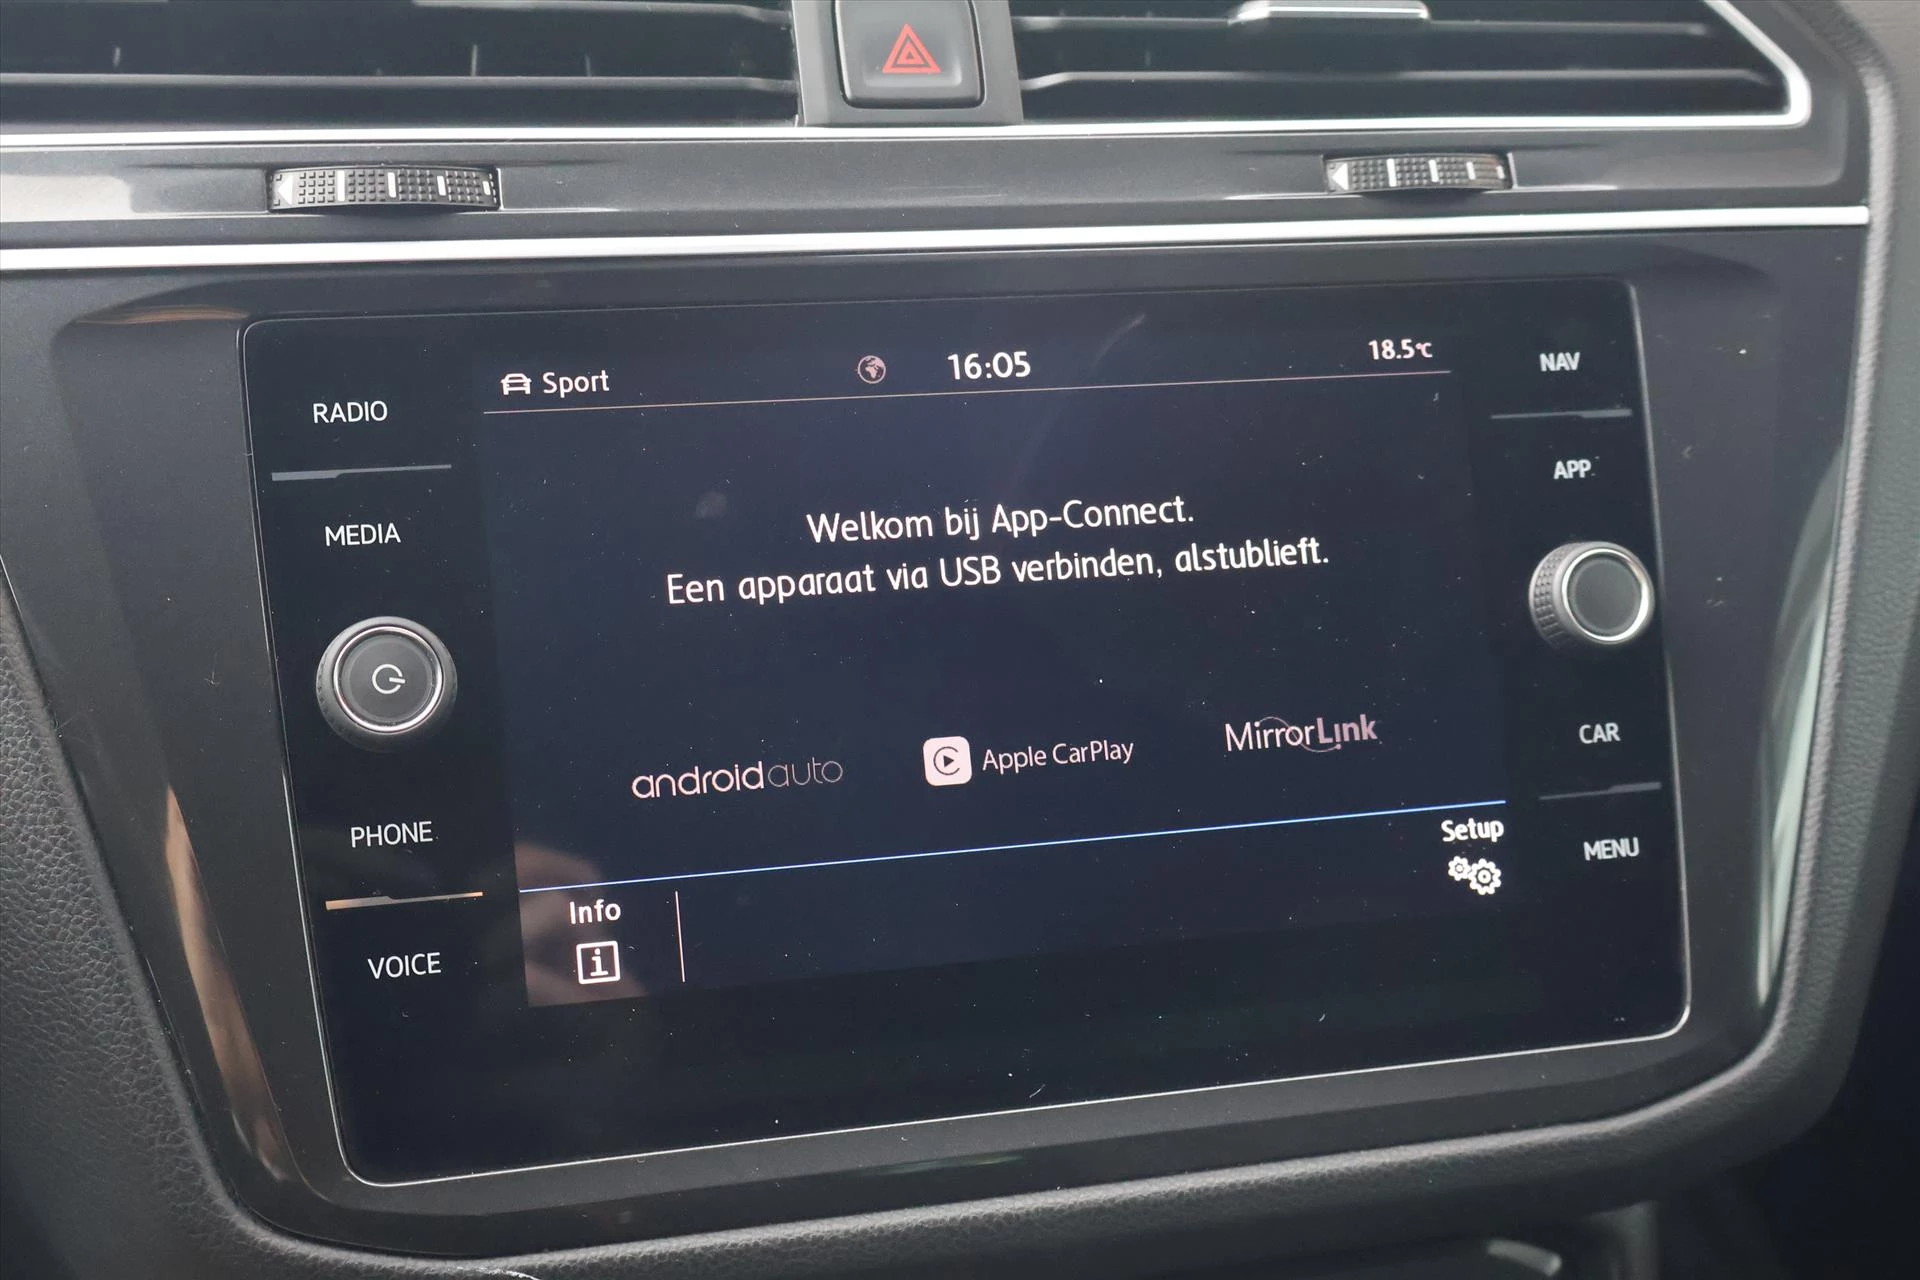 Sport
16:05
18.5°C
NAV
RADIO
APP
MEDIA
Welkom bij App-Connect.
Een apparaat via USB verbinden, alstublieft.
androidauto
Apple CarPlay
MirrorLink
CAR
PHONE
Setup
MENU
Info
i
VOICE